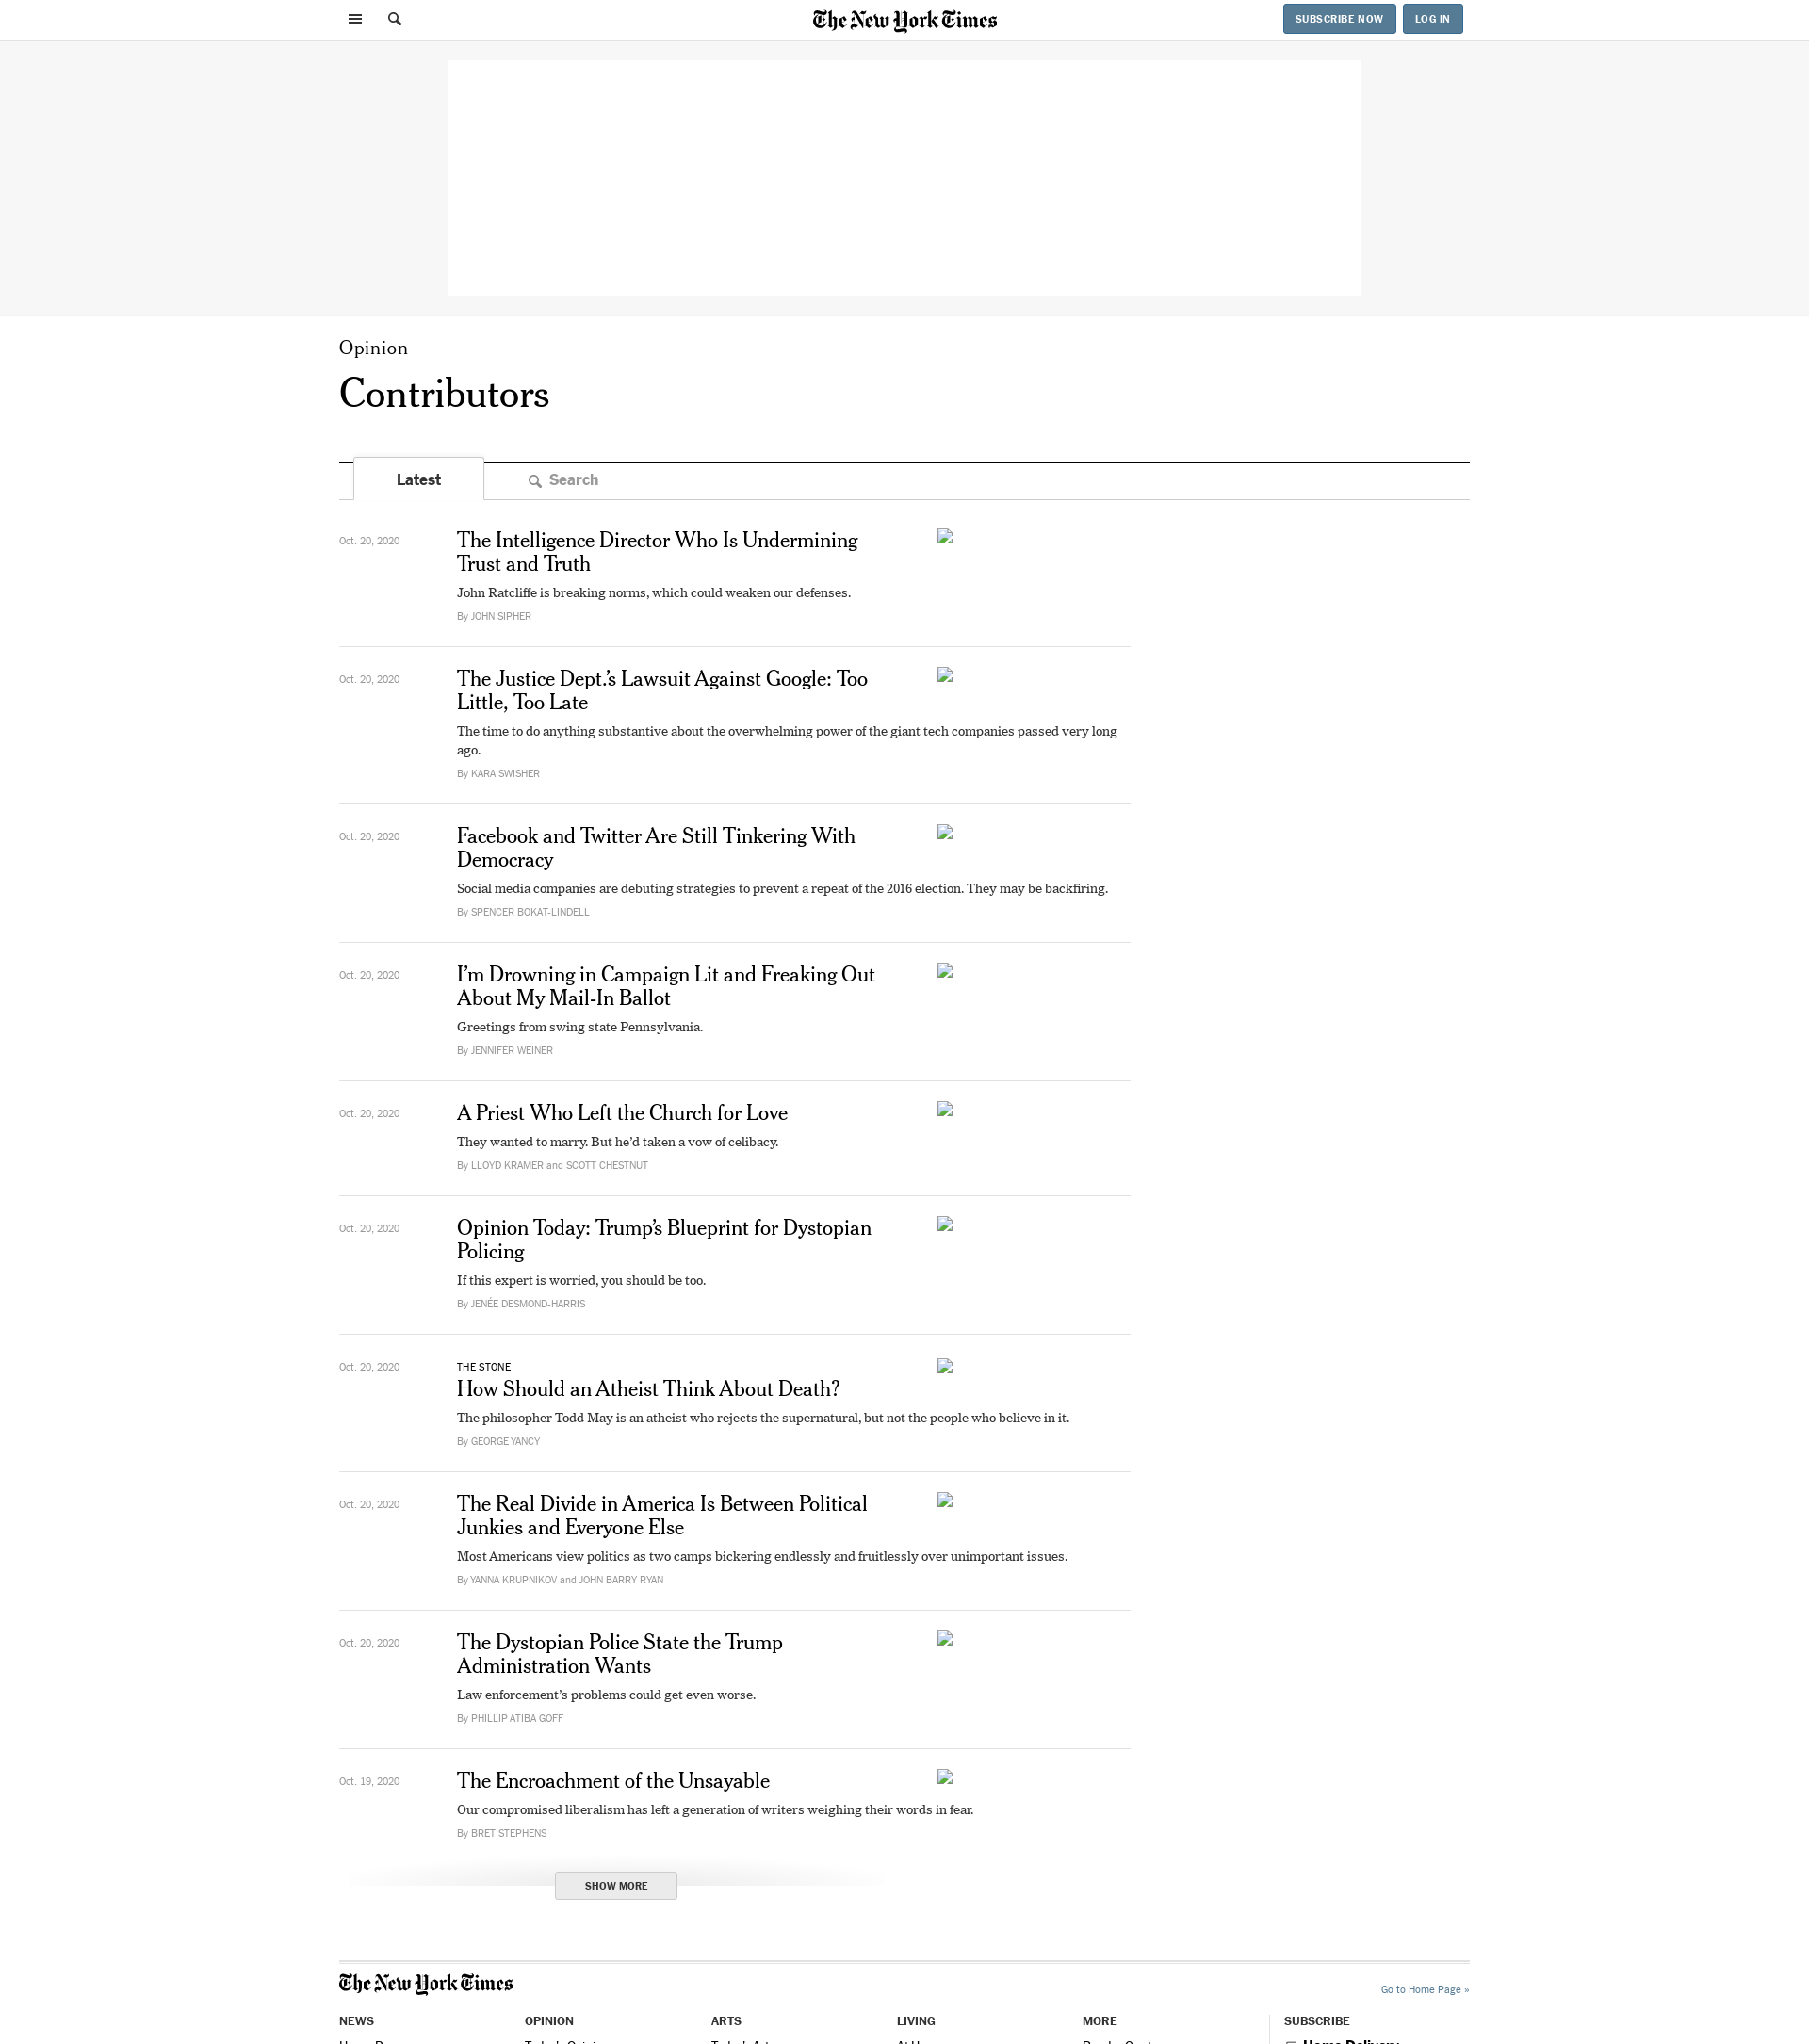 The New York Times
SUBSCRIBE NOW
LOG IN
Opinion
Contributors
Latest
Search
Oct. 20, 2020
The Intelligence Director Who Is Undermining
Trust and Truth
John Ratcliffe is breaking norms, which could weaken our defenses.
By JOHN SIPHER
Oct. 20, 2020
The Justice Dept.’s Lawsuit Against Google: Too
Little, Too Late
The time to do anything substantive about the overwhelming power of the giant tech companies passed very long
ago.
By KARA SWISHER
Oct. 20, 2020
Facebook and Twitter Are Still Tinkering With
Democracy
Social media companies are debuting strategies to prevent a repeat of the 2016 election. They may be backfiring.
By SPENCER BOKAT-LINDELL
Oct. 20, 2020
I’m Drowning in Campaign Lit and Freaking Out
About My Mail-In Ballot
Greetings from swing state Pennsylvania.
By JENNIFER WEINER
Oct. 20, 2020
A Priest Who Left the Church for Love
They wanted to marry. But he’d taken a vow of celibacy.
By LLOYD KRAMER and SCOTT CHESTNUT
Oct. 20, 2020
Opinion Today: Trump’s Blueprint for Dystopian
Policing
If this expert is worried, you should be too.
By JENÉE DESMOND-HARRIS
Oct. 20, 2020
THE STONE
How Should an Atheist Think About Death?
The philosopher Todd May is an atheist who rejects the supernatural, but not the people who believe in it.
By GEORGE YANCY
Oct. 20, 2020
The Real Divide in America Is Between Political
Junkies and Everyone Else
Most Americans view politics as two camps bickering endlessly and fruitlessly over unimportant issues.
By YANNA KRUPNIKOV and JOHN BARRY RYAN
Oct. 20, 2020
The Dystopian Police State the Trump
Administration Wants
Law enforcement’s problems could get even worse.
By PHILLIP ATIBA GOFF
Oct. 19, 2020
The Encroachment of the Unsayable
Our compromised liberalism has left a generation of writers weighing their words in fear.
By BRET STEPHENS
SHOW MORE
The New York Times
Go to Home Page »
NEWS
OPINION
ARTS
LIVING
MORE
SUBSCRIBE
Home Delivery